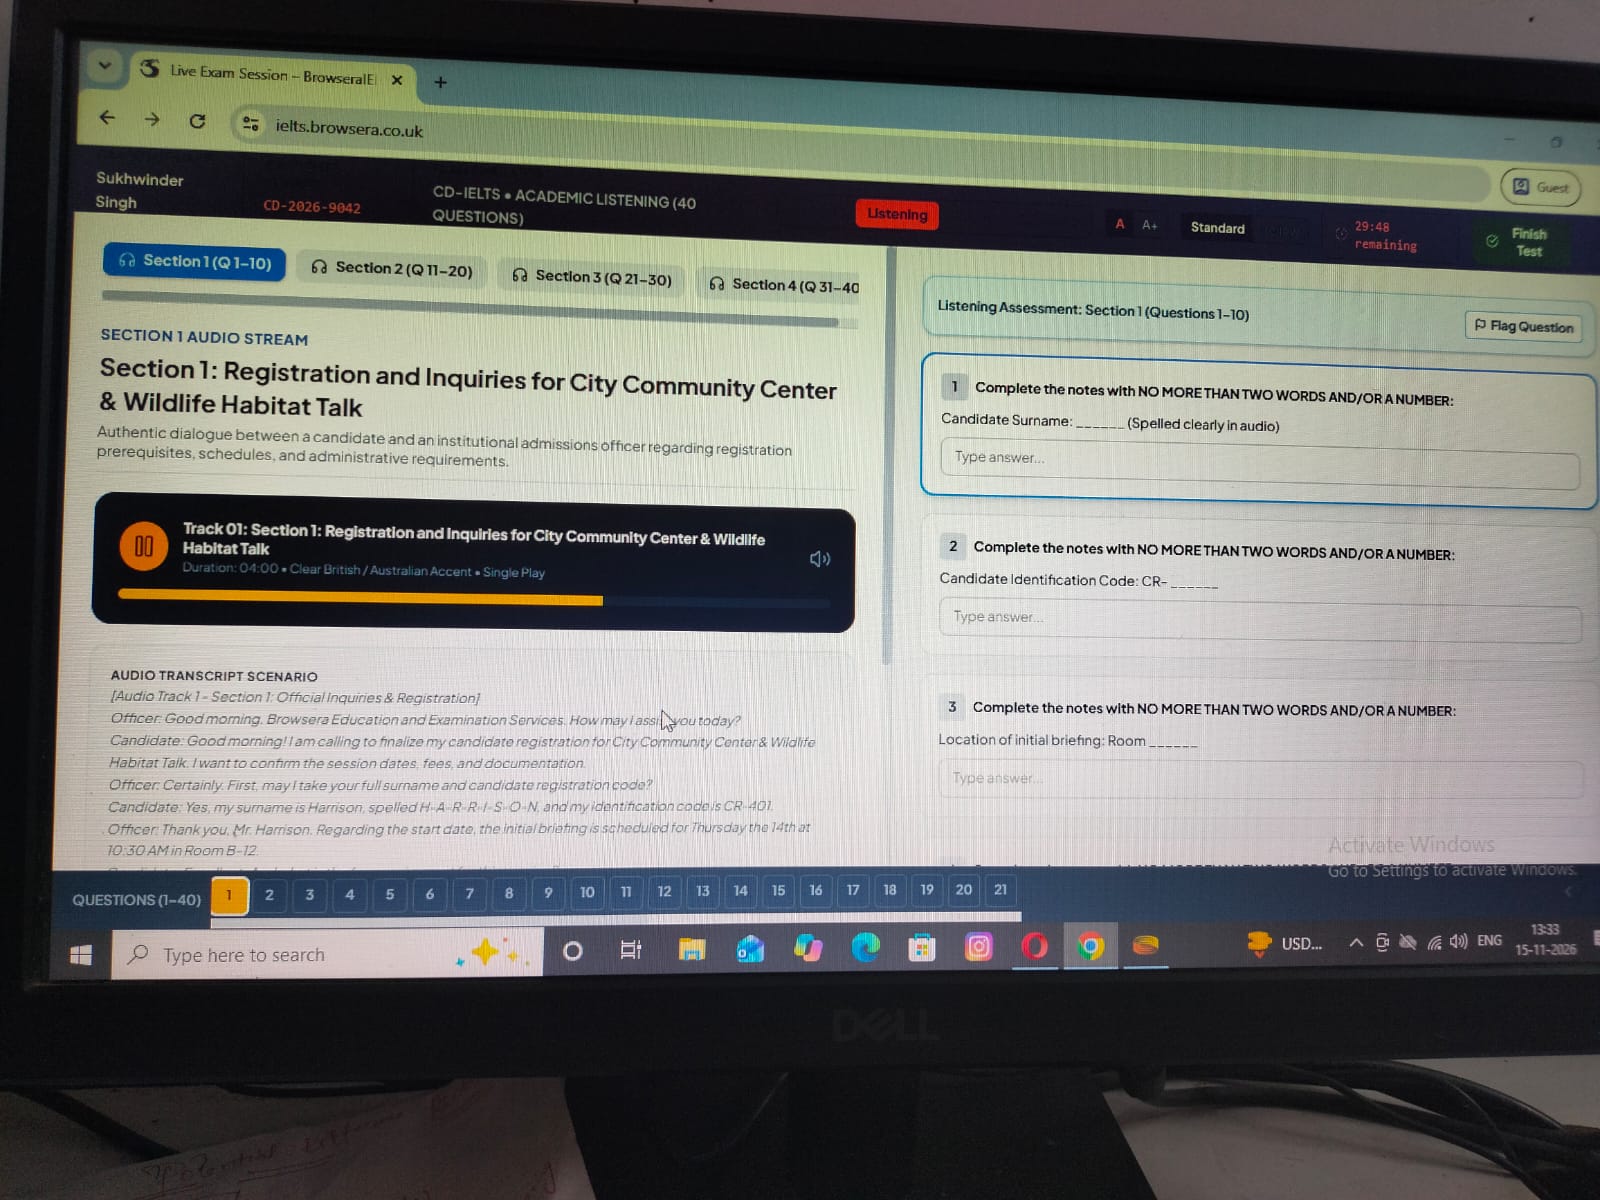 Live Exam Session – BrowseraIE
ielts.browsera.co.uk
Guest
Sukhwinder
Singh
CD-2026-9042
CD-IELTS • ACADEMIC LISTENING (40
QUESTIONS)
Listening
A A+
Standard
29:48
remaining
Finish
Test
Section 1 (Q 1–10)
Section 2 (Q 11–20)
Section 3 (Q 21–30)
Section 4 (Q 31–40
SECTION 1 AUDIO STREAM
Section 1: Registration and Inquiries for City Community Center
& Wildlife Habitat Talk
Authentic dialogue between a candidate and an institutional admissions officer regarding registration
prerequisites, schedules, and administrative requirements.
Track 01: Section 1: Registration and Inquiries for City Community Center & Wildlife
Habitat Talk
Duration: 04:00 • Clear British / Australian Accent • Single Play
AUDIO TRANSCRIPT SCENARIO
[Audio Track 1 - Section 1: Official Inquiries & Registration]
Officer: Good morning, Browsera Education and Examination Services. How may I assist you today?
Candidate: Good morning! I am calling to finalize my candidate registration for City Community Center & Wildlife
Habitat Talk. I want to confirm the session dates, fees, and documentation.
Officer: Certainly. First, may I take your full surname and candidate registration code?
Candidate: Yes, my surname is Harrison, spelled H-A-R-R-I-S-O-N, and my identification code is CR-401.
Officer: Thank you, Mr. Harrison. Regarding the start date, the initial briefing is scheduled for Thursday the 14th at
10:30 AM in Room B-12.
Listening Assessment: Section 1 (Questions 1–10)
Flag Question
1 Complete the notes with NO MORE THAN TWO WORDS AND/OR A NUMBER:
Candidate Surname: ______ (Spelled clearly in audio)
Type answer...
2 Complete the notes with NO MORE THAN TWO WORDS AND/OR A NUMBER:
Candidate Identification Code: CR- ______
Type answer...
3 Complete the notes with NO MORE THAN TWO WORDS AND/OR A NUMBER:
Location of initial briefing: Room ______
Type answer...
Activate Windows
Go to Settings to activate Windows.
QUESTIONS (1–40) 1 2 3 4 5 6 7 8 9 10 11 12 13 14 15 16 17 18 19 20 21
Type here to search
USD...
ENG
13:33
15-11-2026
DELL